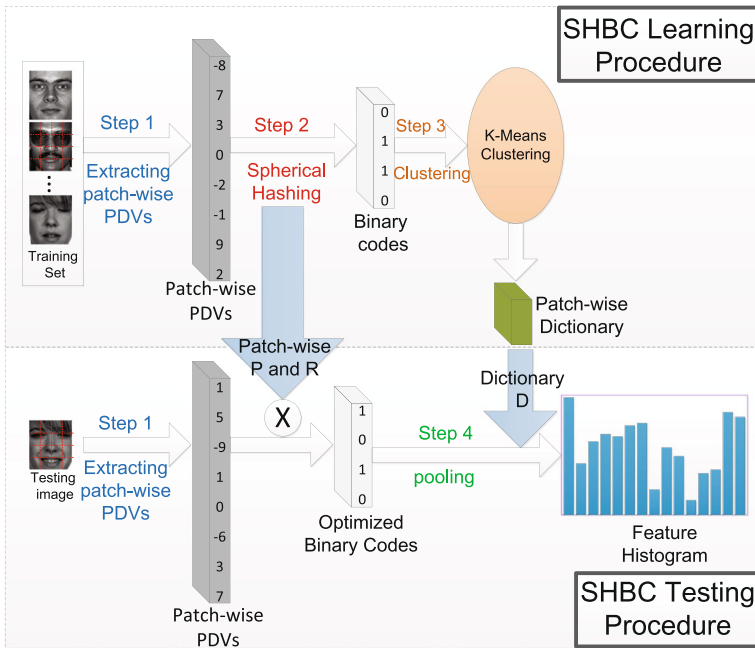 SHBC Learning
Procedure
Training
Set
Step 1
Extracting
patch-wise
PDVs
-8
7
3
0
-2
-1
9
2
Patch-wise
PDVs
Step 2
Spherical
Hashing
0
1
1
0
Binary
codes
Step 3
Clustering
K-Means
Clustering
Patch-wise
Dictionary
Patch-wise
P and R
Dictionary
D
Testing
image
Step 1
Extracting
patch-wise
PDVs
1
5
-9
1
0
-6
3
7
Patch-wise
PDVs
X
1
0
1
0
Optimized
Binary Codes
Step 4
pooling
Feature
Histogram
SHBC Testing
Procedure